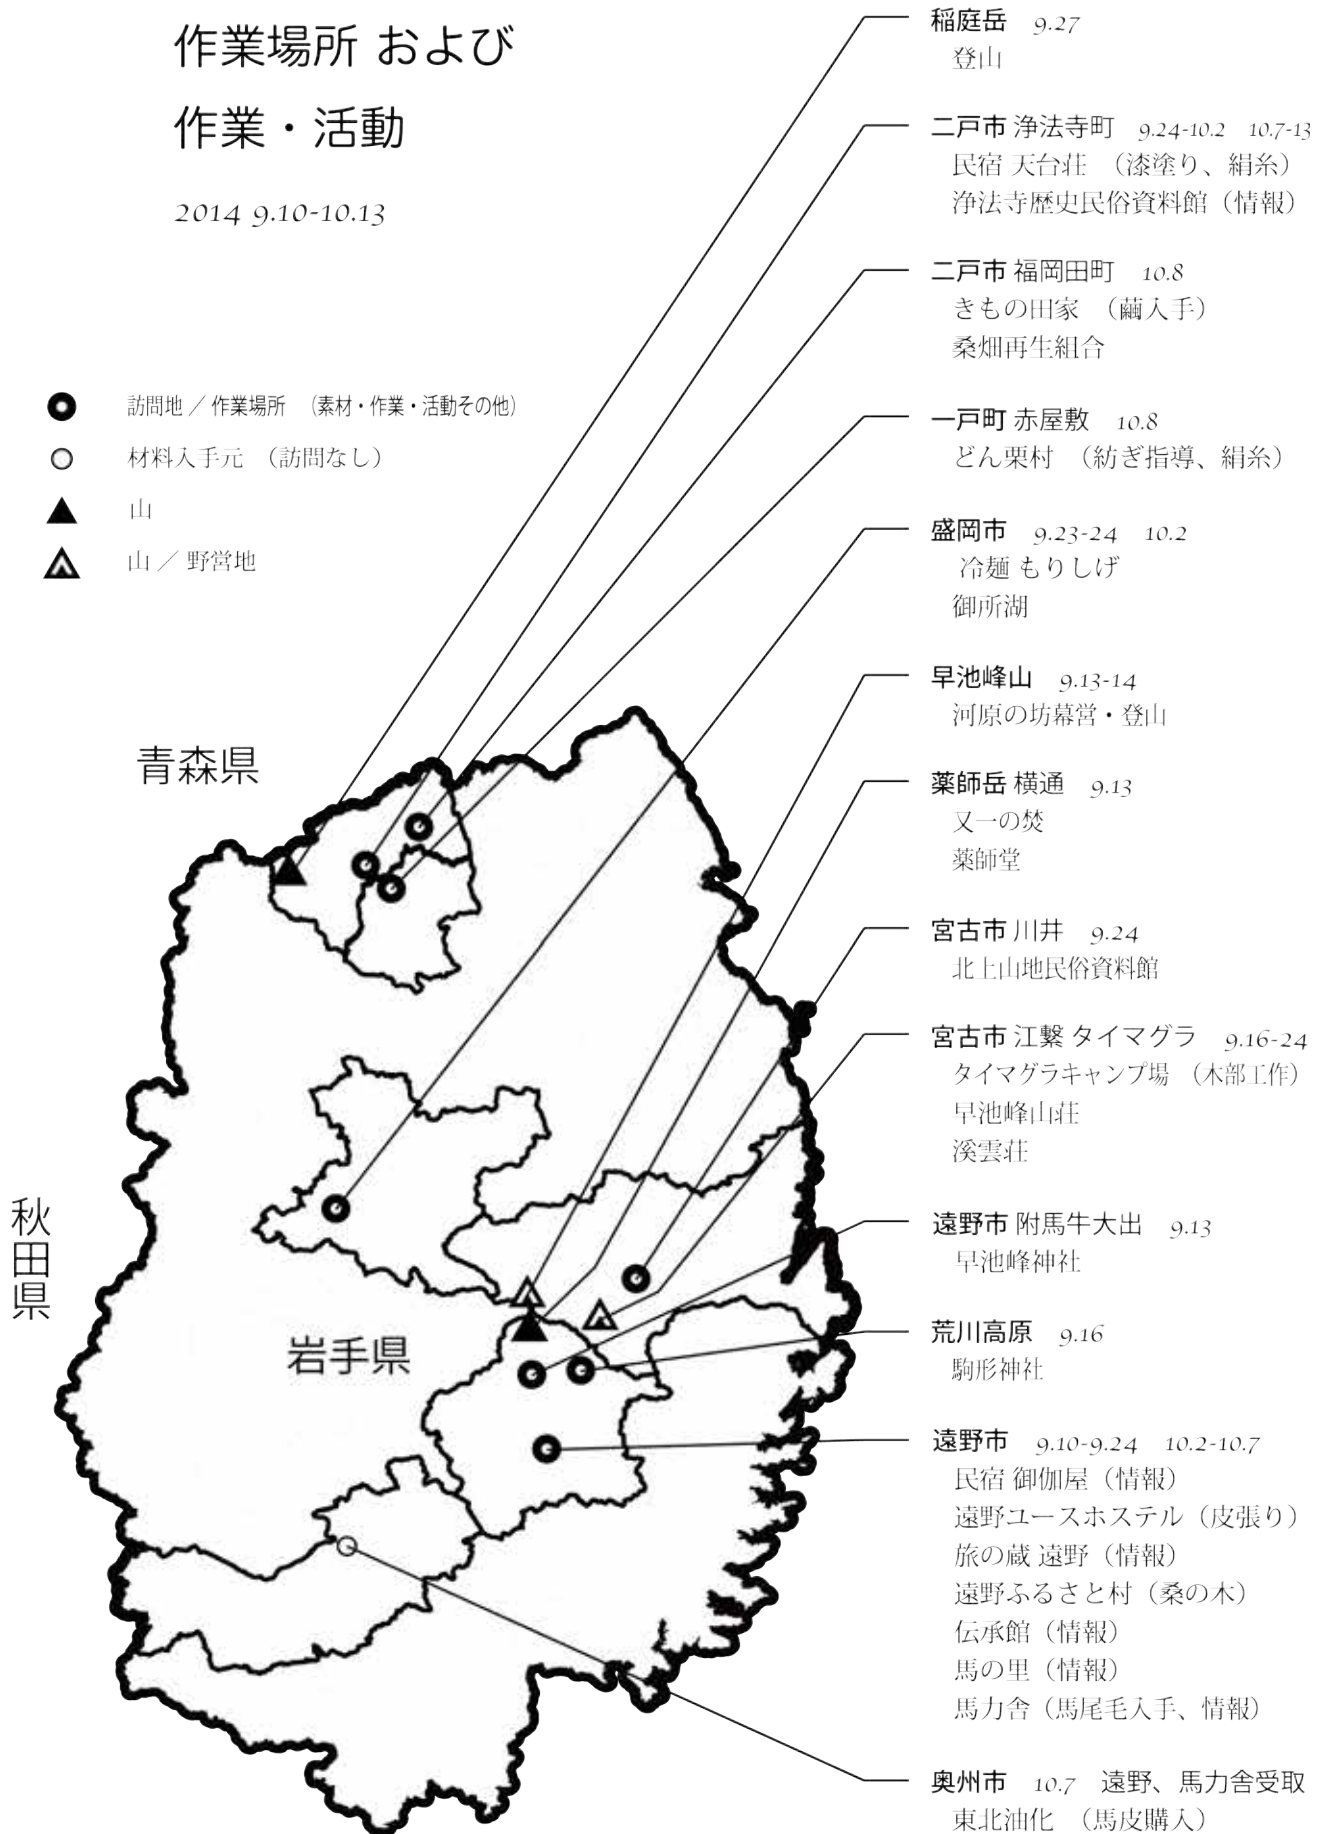 作業場所 および
作業・活動
2014 9.10-10.13
訪問地 ／ 作業場所 （素材・作業・活動その他）
材料入手元 （訪問なし）
山
山 ／ 野営地
青森県
秋田県
岩手県
稲庭岳 9.27
登山
二戸市 浄法寺町 9.24-10.2 10.7-13
民宿 天台荘 （漆塗り、絹糸）
浄法寺歴史民俗資料館（情報）
二戸市 福岡田町 10.8
きもの田家 （繭入手）
桑畑再生組合
一戸町 赤屋敷 10.8
どん栗村 （紡ぎ指導、絹糸）
盛岡市 9.23-24 10.2
冷麺 もりしげ
御所湖
早池峰山 9.13-14
河原の坊幕営・登山
薬師岳 横通 9.13
又一の焚
薬師堂
宮古市 川井 9.24
北上山地民俗資料館
宮古市 江繋 タイマグラ 9.16-24
タイマグラキャンプ場 （木部工作）
早池峰山荘
溪雲荘
遠野市 附馬牛大出 9.13
早池峰神社
荒川高原 9.16
駒形神社
遠野市 9.10-9.24 10.2-10.7
民宿 御伽屋（情報）
遠野ユースホステル（皮張り）
旅の蔵 遠野（情報）
遠野ふるさと村（桑の木）
伝承館（情報）
馬の里（情報）
馬力舎（馬尾毛入手、情報）
奥州市 10.7 遠野、馬力舎受取
東北油化 （馬皮購入）